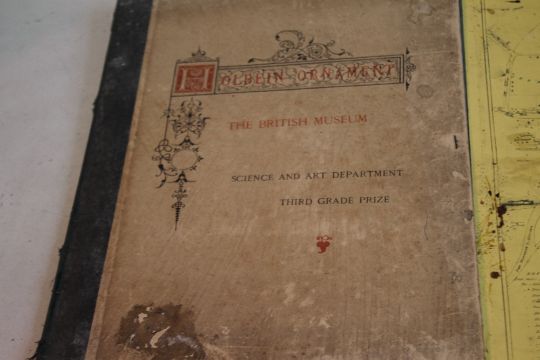 HOLBEIN ORNAMENT
THE BRITISH MUSEUM
SCIENCE AND ART DEPARTMENT
THIRD GRADE PRIZE